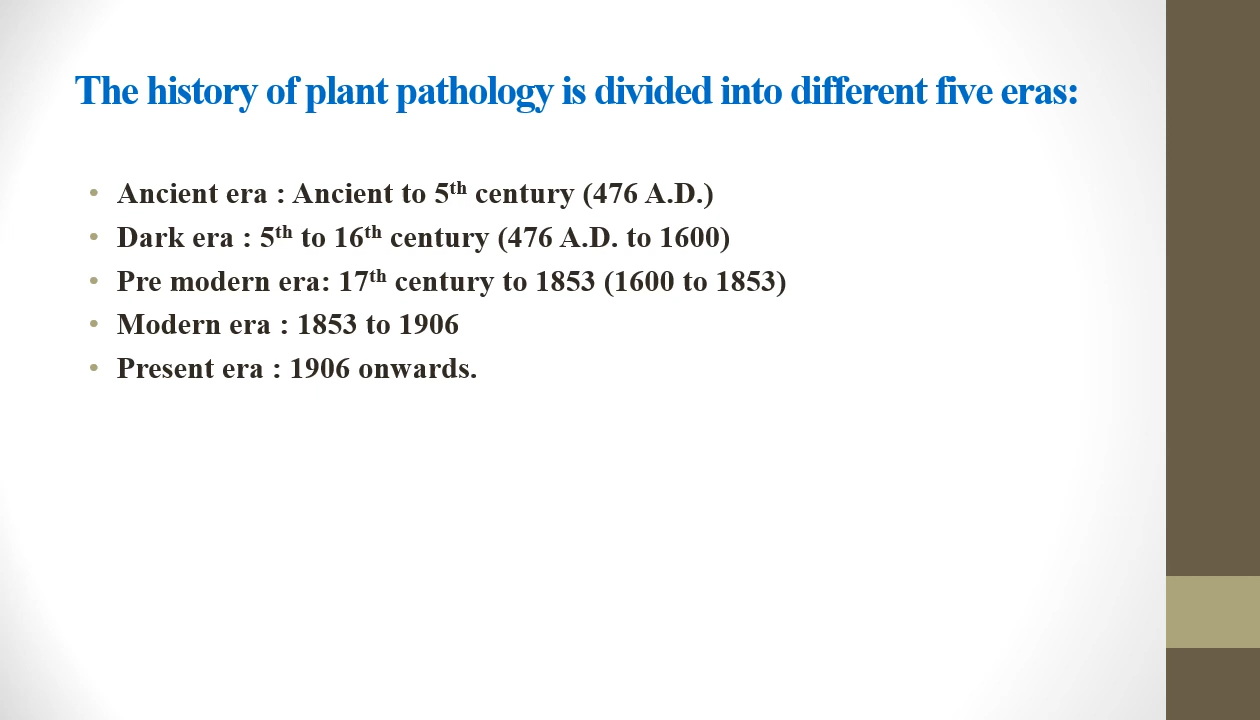 The history of plant pathology is divided into different five eras:
• Ancient era : Ancient to 5th century (476 A.D.)
• Dark era : 5th to 16th century (476 A.D. to 1600)
• Pre modern era: 17th century to 1853 (1600 to 1853)
• Modern era : 1853 to 1906
• Present era : 1906 onwards.